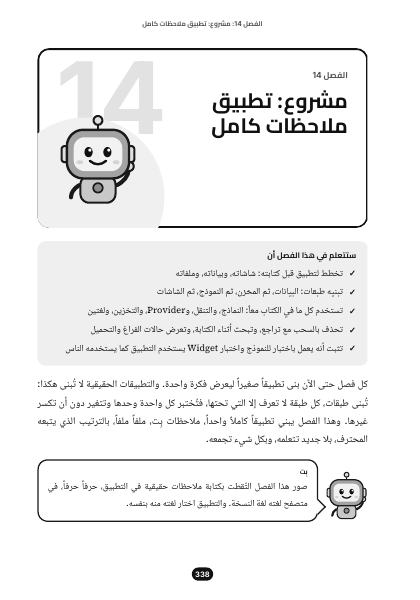 الفصل 14: مشروع: تطبيق ملاحظات كامل
14
الفصل 14
مشروع: تطبيق
ملاحظات كامل
ستتعلم في هذا الفصل أن
✓ تخطط لتطبيق قبل كتابته: شاشاته، وبياناته، وملفاته
✓ تبنيه طبقات: البيانات، ثم المخزن، ثم النموذج، ثم الشاشات
✓ تستخدم كل ما في الكتاب معاً: النماذج، والتنقل، وProvider، والتخزين، ولغتين
✓ تحذف بالسحب مع تراجع، وتبحث أثناء الكتابة، وتعرض حالات الفراغ والتحميل
✓ تثبت أنه يعمل باختبار للنموذج واختبار Widget يستخدم التطبيق كما يستخدمه الناس
كل فصل حتى الآن بنى تطبيقاً صغيراً ليعرض فكرة واحدة. والتطبيقات الحقيقية لا تُبنى هكذا:
تُبنى طبقات، كل طبقة لا تعرف إلا التي تحتها، فتُختبر كل واحدة وحدها وتتغير دون أن تكسر
غيرها. وهذا الفصل يبني تطبيقاً كاملاً واحداً، ملاحظات بِت، ملفاً ملفاً، بالترتيب الذي يتبعه
المحترف، بلا جديد تتعلمه، وبكل شيء تجمعه.
بِت
صور هذا الفصل التُقطت بكتابة ملاحظات حقيقية في التطبيق، حرفاً حرفاً، في
متصفح لغته لغة النسخة. والتطبيق اختار لغته منه بنفسه.
338